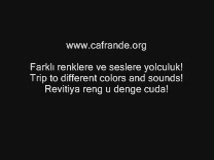 www.cafrande.org
Farklı renklere ve seslere yolculuk!
Trip to different colors and sounds!
Revitiya reng u denge cuda!